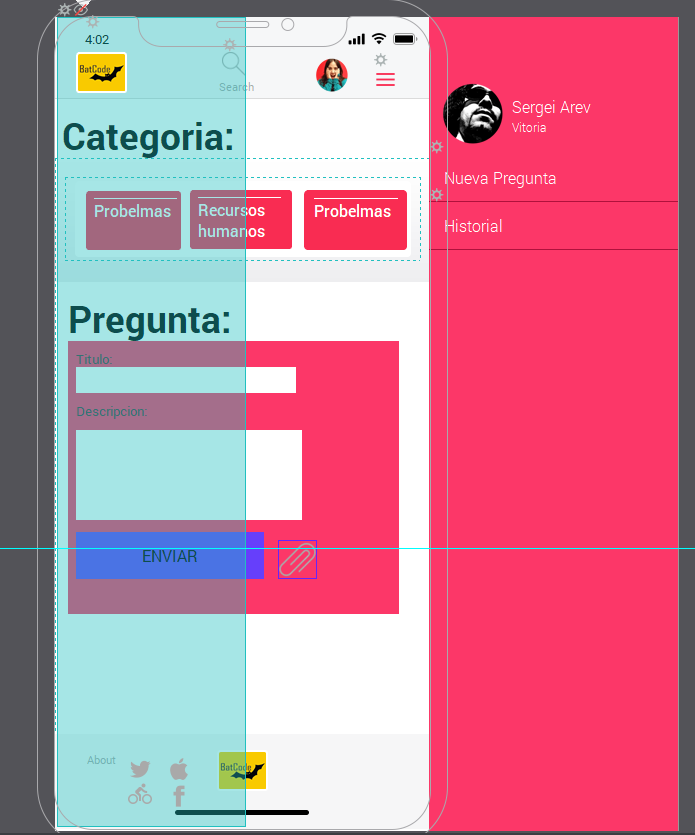 4:02
BatCode
Search
Categoria:
Probelmas
Recursos
humanos
Probelmas
Pregunta:
Titulo:
Descripcion:
ENVIAR
About
BatCode
Sergei Arev
Vitoria
Nueva Pregunta
Historial